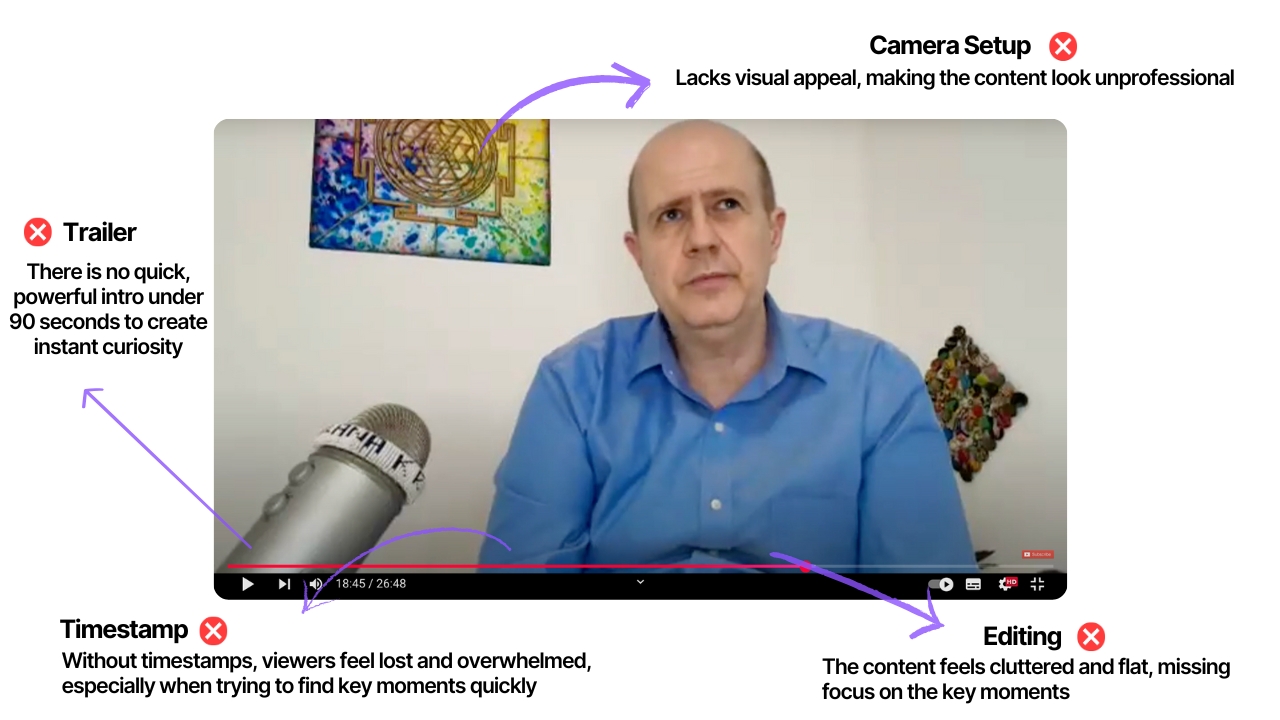 Camera Setup
Lacks visual appeal, making the content look unprofessional
Trailer
There is no quick,
powerful intro under
90 seconds to create
instant curiosity
SUBSCRIBE
18:45 / 26:48
HD
Timestamp
Without timestamps, viewers feel lost and overwhelmed,
especially when trying to find key moments quickly
Editing
The content feels cluttered and flat, missing
focus on the key moments